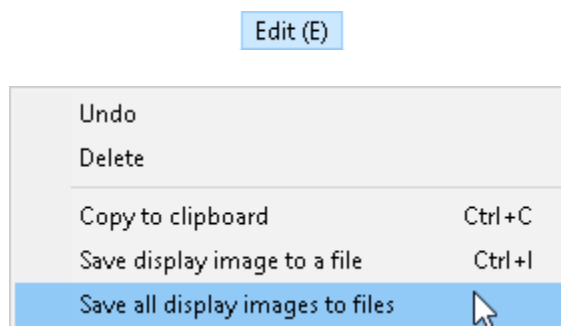 Edit (E)
Undo
Delete
Copy to clipboard Ctrl+C
Save display image to a file Ctrl+I
Save all display images to files